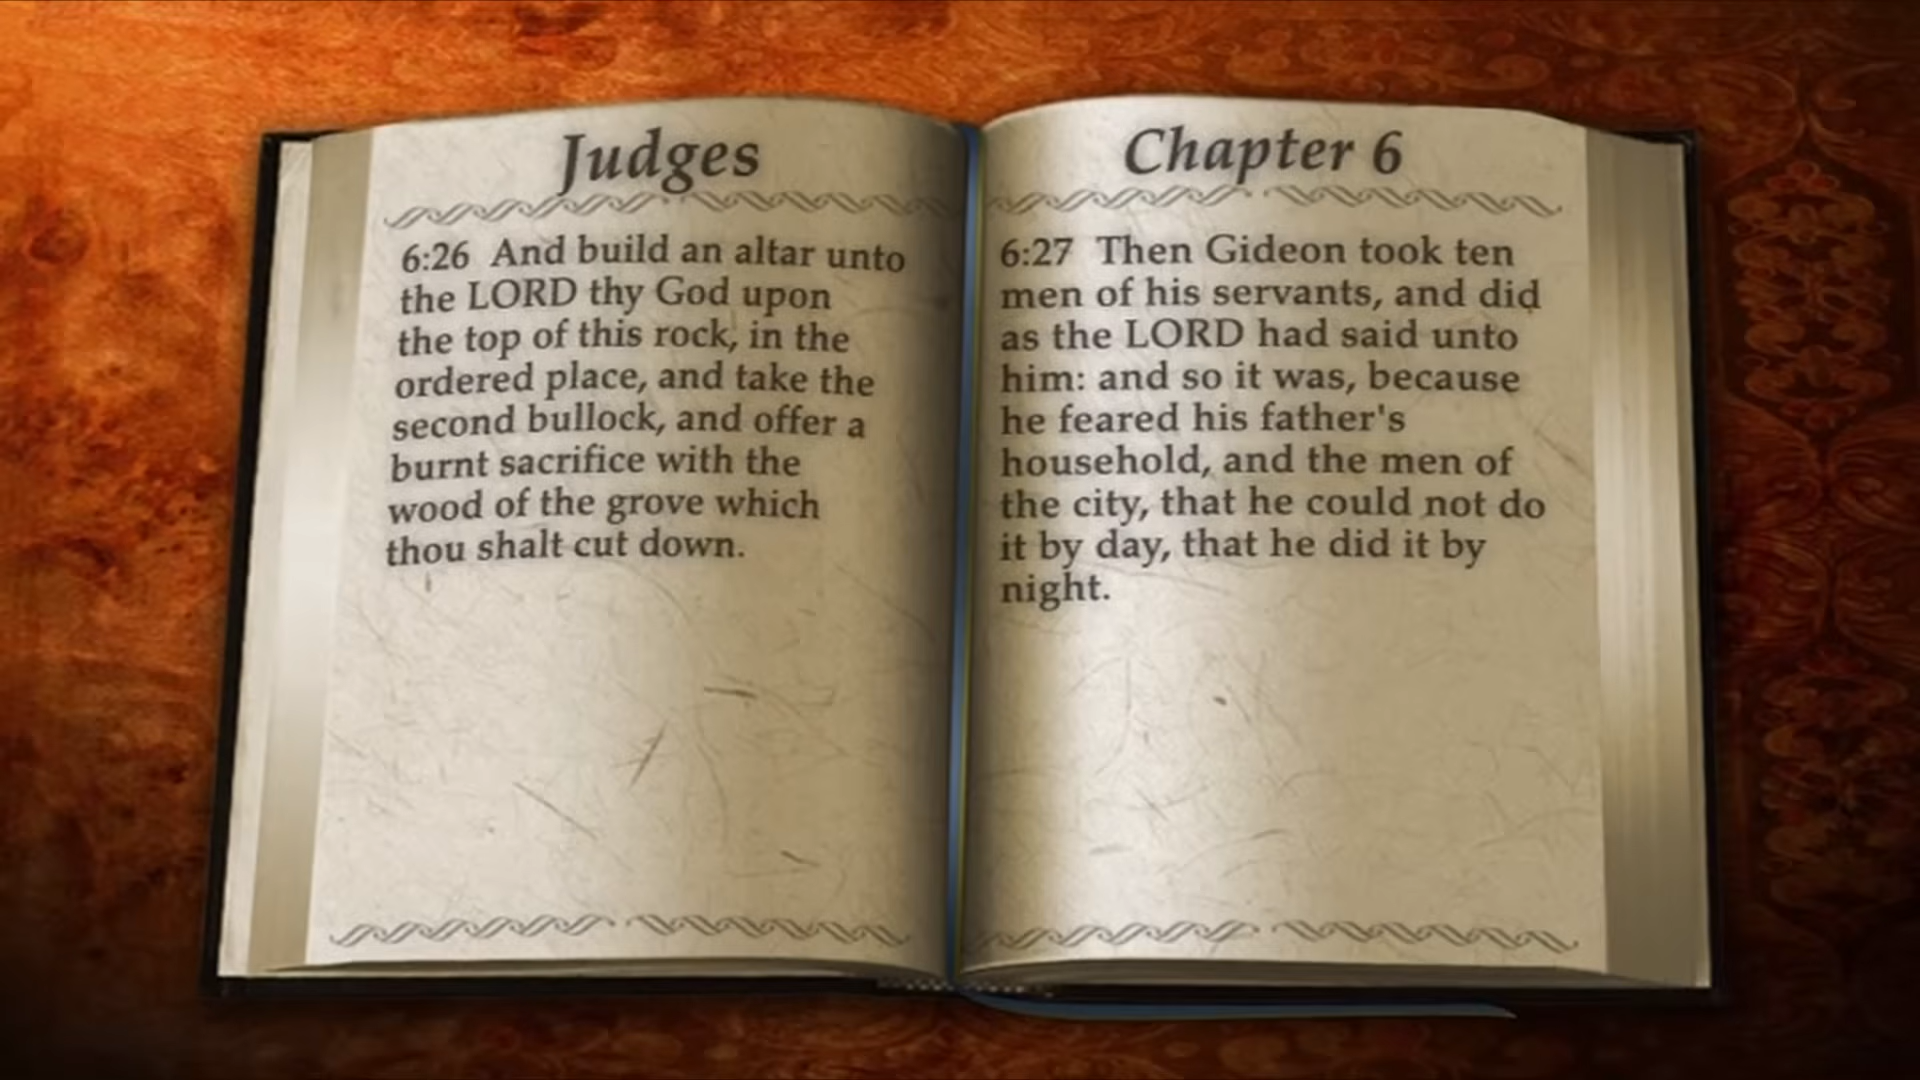 Judges
6:26 And build an altar unto
the LORD thy God upon
the top of this rock, in the
ordered place, and take the
second bullock, and offer a
burnt sacrifice with the
wood of the grove which
thou shalt cut down.
Chapter 6
6:27 Then Gideon took ten
men of his servants, and did
as the LORD had said unto
him: and so it was, because
he feared his father's
household, and the men of
the city, that he could not do
it by day, that he did it by
night.